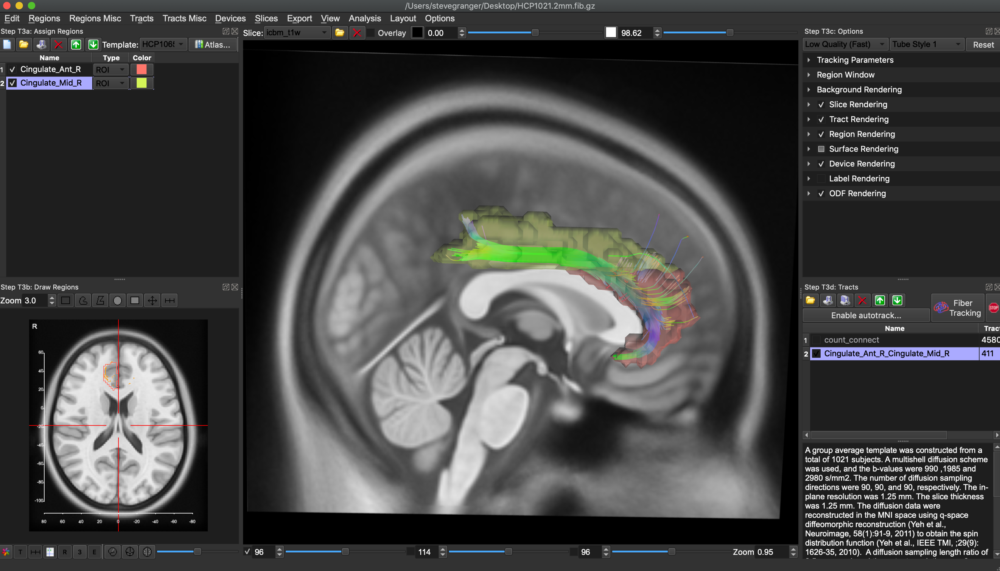 /Users/stevegranger/Desktop/HCP1021.2mm.fib.gz
Edit Regions Regions Misc Tracts Tracts Misc Devices Slices Export View Analysis Layout Options
Step T3a: Assign Regions
Template: HCP106 Atlas...
Name Type Color
1 Cingulate_Ant_R ROI
2 Cingulate_Mid_R ROI
Step T3b: Draw Regions
Zoom 3.0
R
60
40
20
0
-20
-40
-60
-80
-100
80 60 40 20 0 -20 -40 -60 -80
T R 3 E
Slice: icbm_t1w Overlay 0.00 98.62
96 114 96 Zoom 0.95
Step T3c: Options
Low Quality (Fast) Tube Style 1 Reset
Tracking Parameters
Region Window
Background Rendering
Slice Rendering
Tract Rendering
Region Rendering
Surface Rendering
Device Rendering
Label Rendering
ODF Rendering
Step T3d: Tracts
Enable autotrack...
Fiber
Tracking
STOP
Name Tract
1 count_connect 4580
2 Cingulate_Ant_R_Cingulate_Mid_R 411
A group average template was constructed from a
total of 1021 subjects. A multishell diffusion scheme
was used, and the b-values were 990 ,1985 and
2980 s/mm2. The number of diffusion sampling
directions were 90, 90, and 90, respectively. The in-
plane resolution was 1.25 mm. The slice thickness
was 1.25 mm. The diffusion data were
reconstructed in the MNI space using q-space
diffeomorphic reconstruction (Yeh et al.,
Neuroimage, 58(1):91-9, 2011) to obtain the spin
distribution function (Yeh et al., IEEE TMI, ;29(9):
1626-35, 2010). A diffusion sampling length ratio of